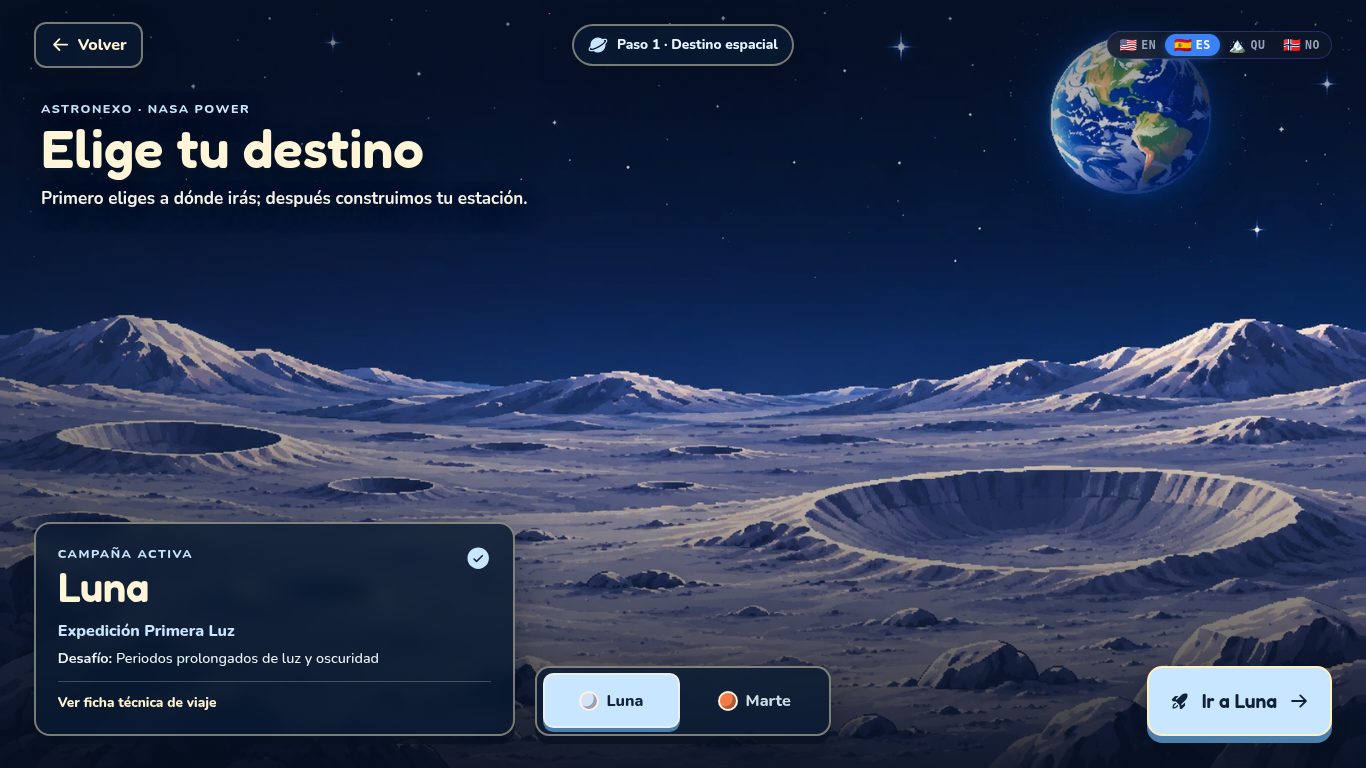 Volver
Paso 1 · Destino espacial
EN
ES
QU
NO
ASTRONEXO · NASA POWER
Elige tu destino
Primero eliges a dónde irás; después construimos tu estación.
CAMPAÑA ACTIVA
Luna
Expedición Primera Luz
Desafío: Periodos prolongados de luz y oscuridad
Ver ficha técnica de viaje
Luna
Marte
Ir a Luna